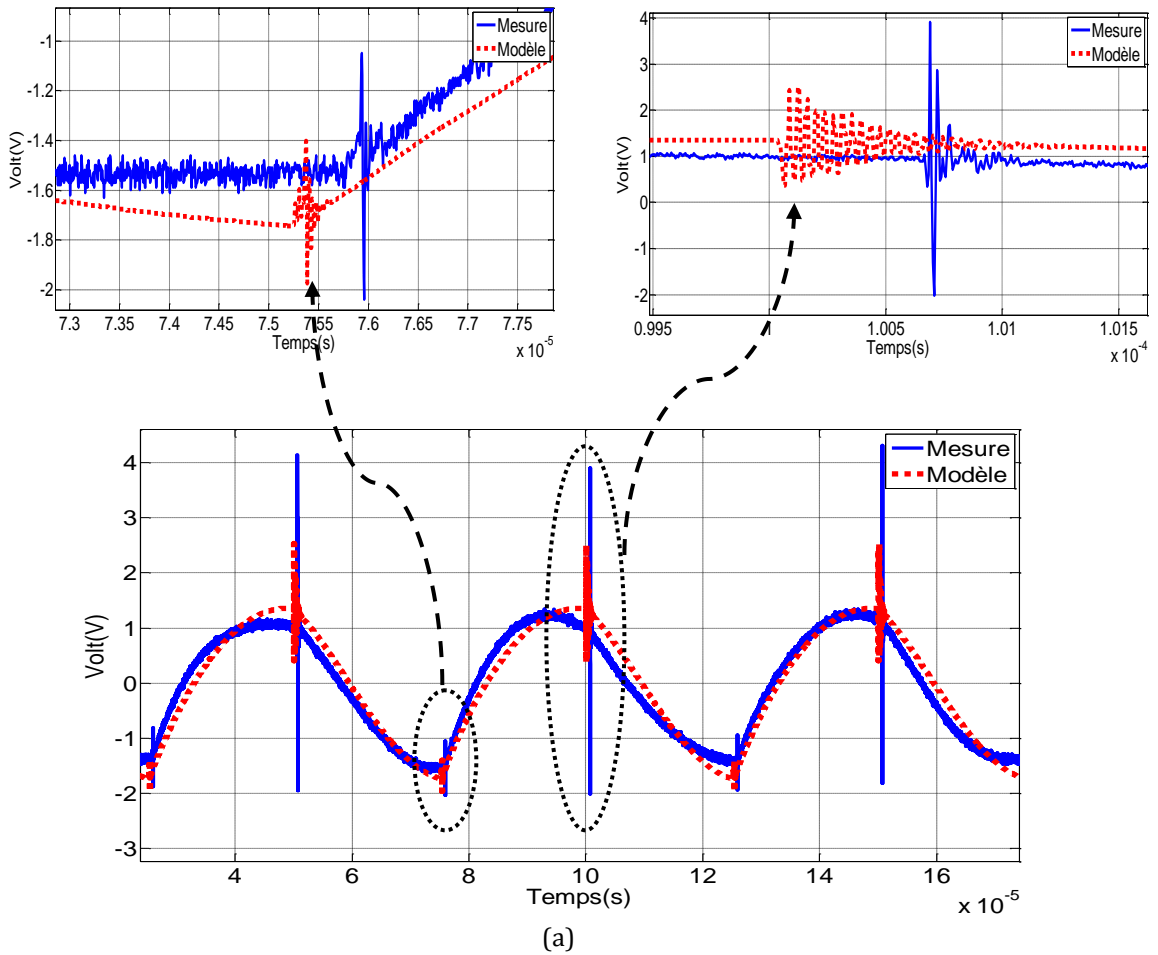 -1
-1.2
-1.4
-1.6
-1.8
-2
Volt(V)
7.3 7.35 7.4 7.45 7.5 7.55 7.6 7.65 7.7 7.75
Temps(s)
x 10-5
Mesure
Modèle
4
3
2
1
0
-1
-2
Volt(V)
0.995 1 1.005 1.01 1.015
Temps(s)
x 10-4
Mesure
Modèle
4
3
2
1
0
-1
-2
-3
Volt(V)
4 6 8 10 12 14 16
Temps(s)
x 10-5
Mesure
Modèle
(a)